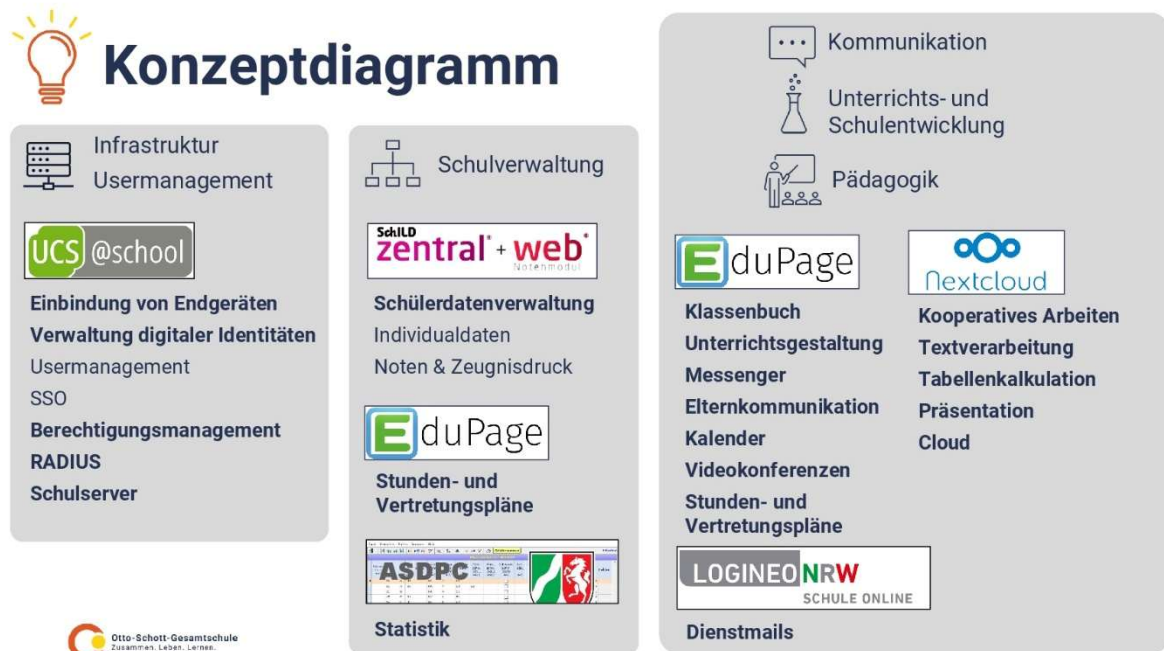 Konzeptdiagramm
Infrastruktur
Usermanagement
UCS @school
Einbindung von Endgeräten
Verwaltung digitaler Identitäten
Usermanagement
SSO
Berechtigungsmanagement
RADIUS
Schulserver
Schulverwaltung
SchILD
zentral + web
Notenmodul
Schülerdatenverwaltung
Individualdaten
Noten & Zeugnisdruck
EduPage
Stunden- und
Vertretungspläne
ASDPC
Statistik
Kommunikation
Unterrichts- und
Schulentwicklung
Pädagogik
EduPage
Klassenbuch
Unterrichtsgestaltung
Messenger
Elternkommunikation
Kalender
Videokonferenzen
Stunden- und
Vertretungspläne
Nextcloud
Kooperatives Arbeiten
Textverarbeitung
Tabellenkalkulation
Präsentation
Cloud
LOGINEO NRW
SCHULE ONLINE
Dienstmails
Otto-Schott-Gesamtschule
Zusammen. Leben. Lernen.